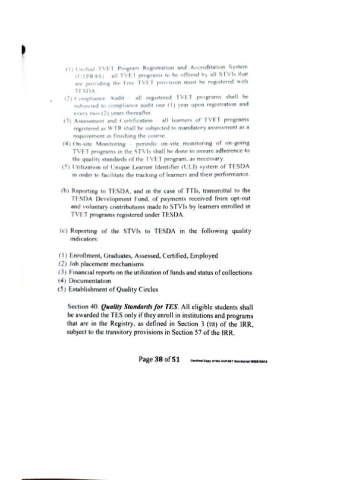 (1) Unified TVET Program Registration and Accreditation System
(UTPRAS) - all TVET programs to be offered by all STVIs that
are providing the Free TVET provision must be registered with
TESDA
(2) Compliance Audit - all registered TVET programs shall be
subjected to compliance audit one (1) year upon registration and
every two (2) years thereafter
(3) Assessment and Certification - all learners of TVET programs
registered as WTR shall be subjected to mandatory assessment as a
requirement in finishing the course.
(4) On-site Monitoring - periodic on-site monitoring of on-going
TVET programs in the STVIs shall be done to ensure adherence to
the quality standards of the TVET program, as necessary.
(5) Utilization of Unique Learner Identifier (ULI) system of TESDA
in order to facilitate the tracking of learners and their performance.
(b) Reporting to TESDA, and in the case of TTIs, transmittal to the
TESDA Development Fund, of payments received from opt-out
and voluntary contributions made to STVIs by learners enrolled in
TVET programs registered under TESDA.
(c) Reporting of the STVIs to TESDA in the following quality
indicators:
(1) Enrollment, Graduates, Assessed, Certified, Employed
(2) Job placement mechanisms
(3) Financial reports on the utilization of funds and status of collections
(4) Documentation
(5) Establishment of Quality Circles
Section 40. Quality Standards for TES. All eligible students shall
be awarded the TES only if they enroll in institutions and programs
that are in the Registry, as defined in Section 3 (nn) of the IRR,
subject to the transitory provisions in Section 57 of the IRR.
Page 38 of 51
Certified Copy of the UniFAST Secretariat